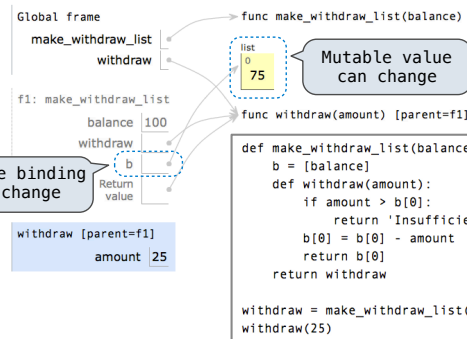 Global frame
make_withdraw_list
withdraw
func make_withdraw_list(balance)
list
0
75
Mutable value
can change
f1: make_withdraw_list
balance 100
withdraw
b
Return
value
func withdraw(amount) [parent=f1]
binding
change
withdraw [parent=f1]
amount 25
def make_withdraw_list(balance
b = [balance]
def withdraw(amount):
if amount > b[0]:
return 'Insufficie
b[0] = b[0] - amount
return b[0]
return withdraw
withdraw = make_withdraw_list(
withdraw(25)